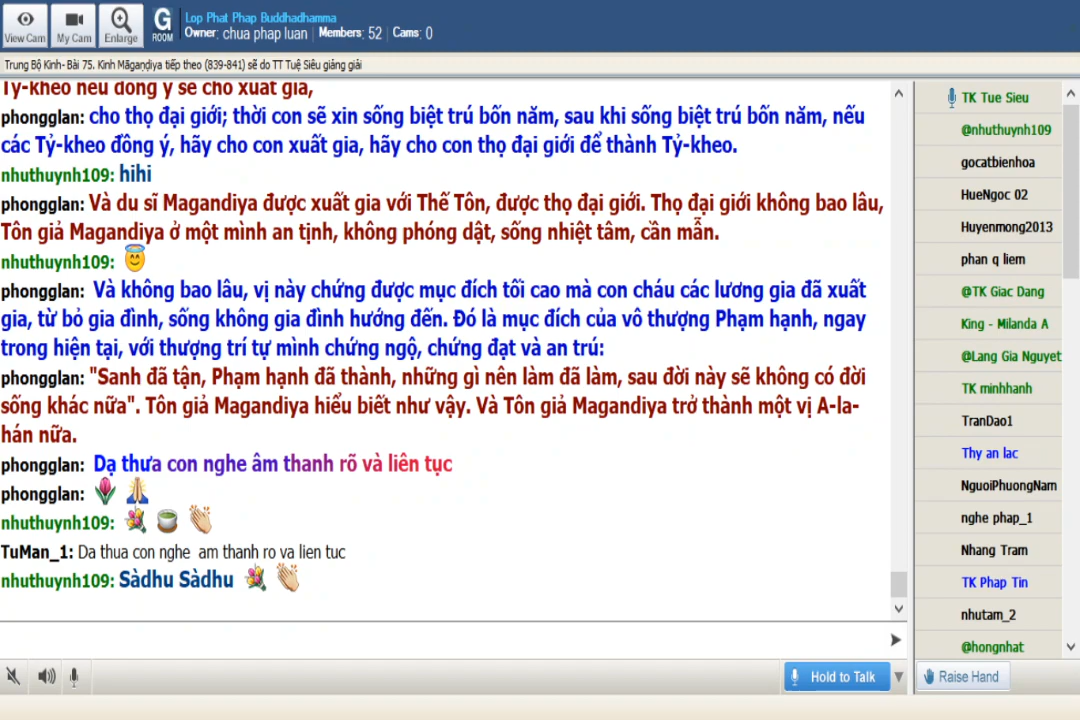 View Cam
My Cam
Enlarge
G
ROOM
Lop Phat Phap Buddhadhamma
Owner: chua phap luan | Members: 52 | Cams: 0
Trung Bộ Kinh- Bài 75. Kinh Māgaṇḍiya tiếp theo (839-841) sẽ do TT Tuệ Siêu giảng giải
Tỷ-kheo nếu đồng ý sẽ cho xuất gia,
phongglan: cho thọ đại giới; thời con sẽ xin sống biệt trú bốn năm, sau khi sống biệt trú bốn năm, nếu
các Tỷ-kheo đồng ý, hãy cho con xuất gia, hãy cho con thọ đại giới để thành Tỷ-kheo.
nhuthuynh109: hihi
phongglan: Và du sĩ Magandiya được xuất gia với Thế Tôn, được thọ đại giới. Thọ đại giới không bao lâu,
Tôn giả Magandiya ở một mình an tịnh, không phóng dật, sống nhiệt tâm, cần mẫn.
nhuthuynh109:
phongglan: Và không bao lâu, vị này chứng được mục đích tối cao mà con cháu các lương gia đã xuất
gia, từ bỏ gia đình, sống không gia đình hướng đến. Đó là mục đích của vô thượng Phạm hạnh, ngay
trong hiện tại, với thượng trí tự mình chứng ngộ, chứng đạt và an trú:
phongglan: "Sanh đã tận, Phạm hạnh đã thành, những gì nên làm đã làm, sau đời này sẽ không có đời
sống khác nữa". Tôn giả Magandiya hiểu biết như vậy. Và Tôn giả Magandiya trở thành một vị A-la-
hán nữa.
phongglan: Dạ thưa con nghe âm thanh rõ và liên tục
phongglan:
nhuthuynh109:
TuMan_1: Da thua con nghe am thanh ro va lien tuc
nhuthuynh109: Sàdhu Sàdhu
Hold to Talk
TK Tue Sieu
@nhuthuynh109
gocatbienhoa
HueNgoc 02
Huyenmong2013
phan q liem
@TK Giac Dang
King - Milanda A
@Lang Gia Nguyet
TK minhhanh
TranDao1
Thy an lac
NguoiPhuongNam
nghe phap_1
Nhang Tram
TK Phap Tin
nhutam_2
@hongnhat
Raise Hand